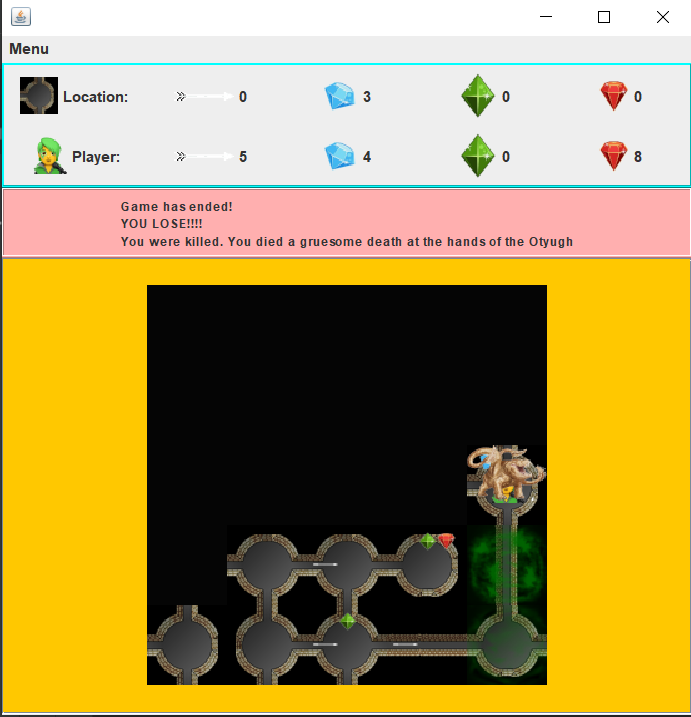 Menu
Location: 0 3 0 0
Player: 5 4 0 8
Game has ended!
YOU LOSE!!!!
You were killed. You died a gruesome death at the hands of the Otyugh